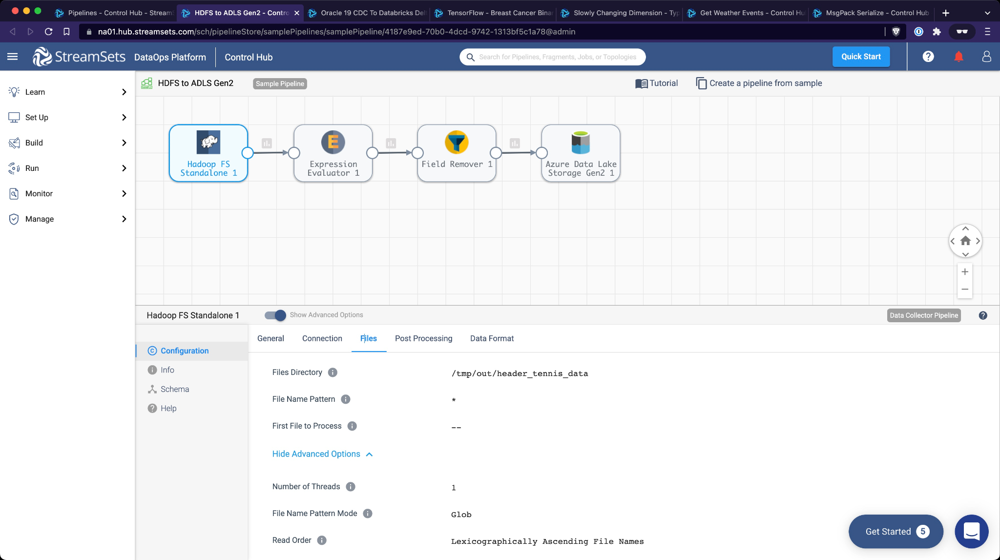 Pipelines - Control Hub - StreamS
HDFS to ADLS Gen2 - Contro
Oracle 19 CDC To Databricks Del
TensorFlow - Breast Cancer Binar
Slowly Changing Dimension - Typ
Get Weather Events - Control Hu
MsgPack Serialize - Control Hub
na01.hub.streamsets.com/sch/pipelineStore/samplePipelines/samplePipeline/4187e9ed-70b0-4dcd-9742-1313bf5c1a78@admin
StreamSets DataOps Platform Control Hub
Search for Pipelines, Fragments, Jobs, or Topologies
Quick Start
Learn
Set Up
Build
Run
Monitor
Manage
HDFS to ADLS Gen2
Sample Pipeline
Tutorial
Create a pipeline from sample
Hadoop FS
Standalone 1
E
Expression
Evaluator 1
Field Remover 1
Azure Data Lake
Storage Gen2 1
Hadoop FS Standalone 1
Show Advanced Options
Data Collector Pipeline
Configuration
Info
Schema
Help
General
Connection
Files
Post Processing
Data Format
Files Directory
/tmp/out/header_tennis_data
File Name Pattern
*
First File to Process
--
Hide Advanced Options
Number of Threads
1
File Name Pattern Mode
Glob
Read Order
Lexicographically Ascending File Names
Get Started 5